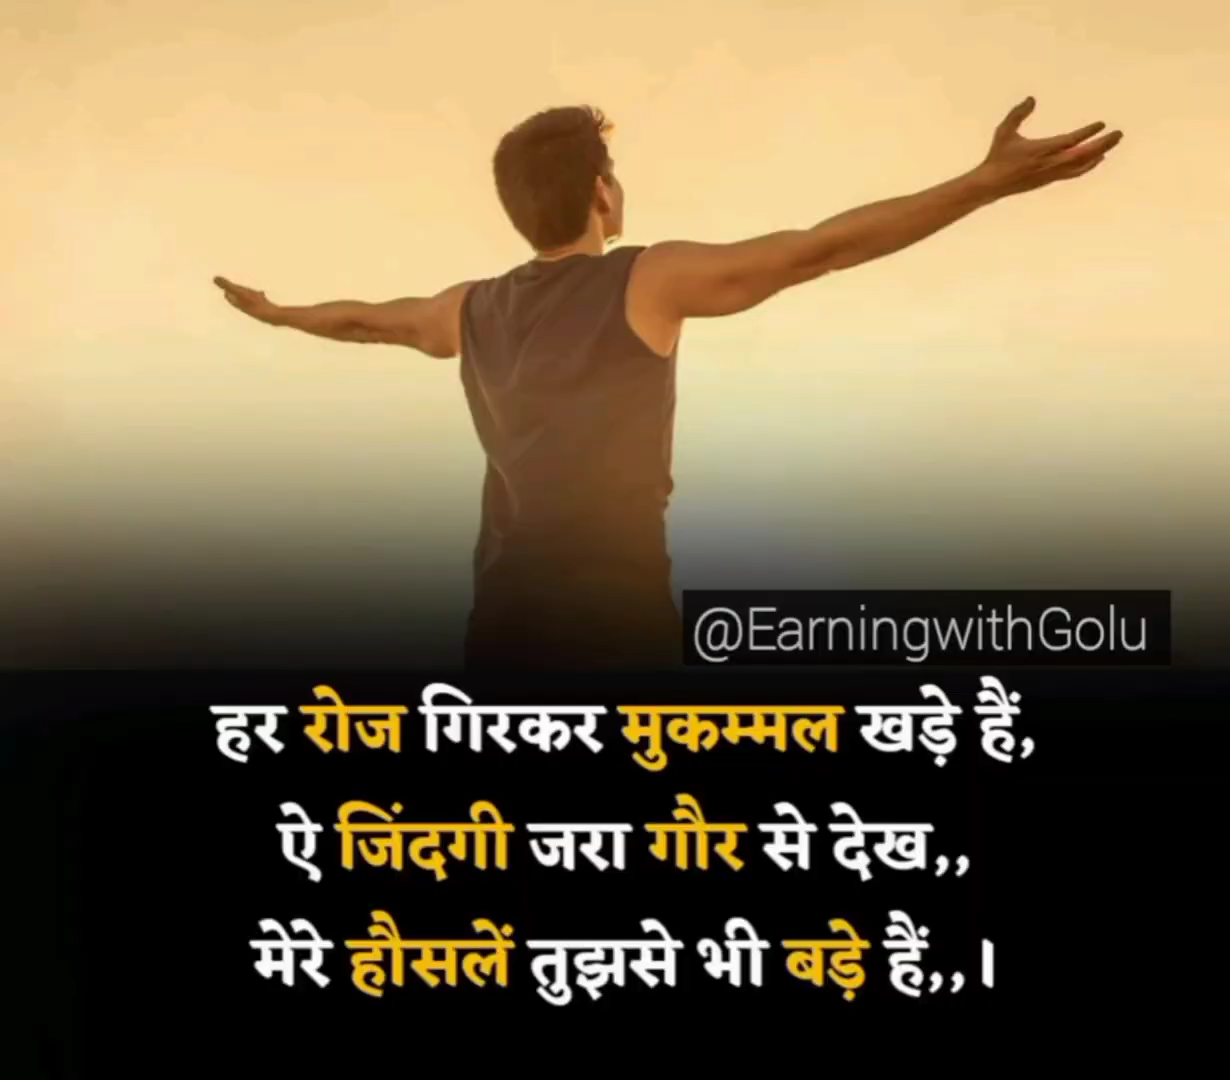 @EarningwithGolu
हर रोज गिरकर मुकम्मल खड़े हैं,
ऐ जिंदगी जरा गौर से देख,,
मेरे हौसलें तुझसे भी बड़े हैं,,।